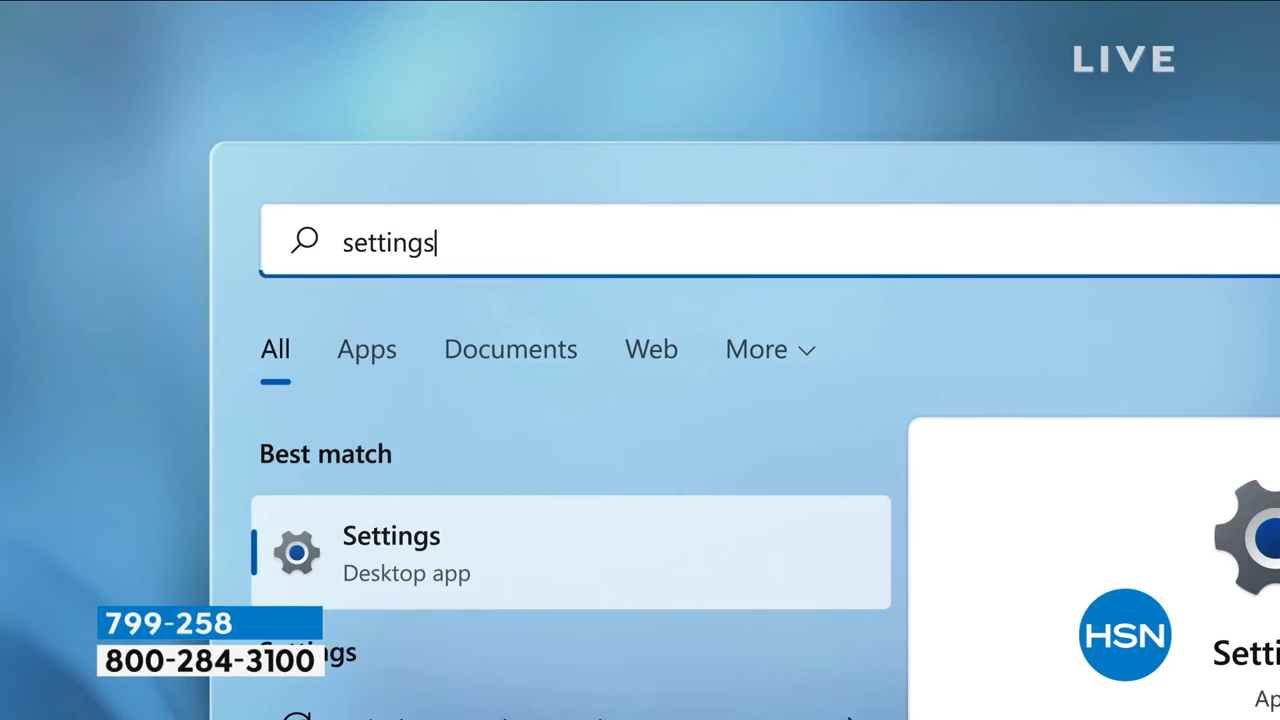 LIVE
settings
All Apps Documents Web More
Best match
Settings
Desktop app
799-258
800-284-3100
HSN